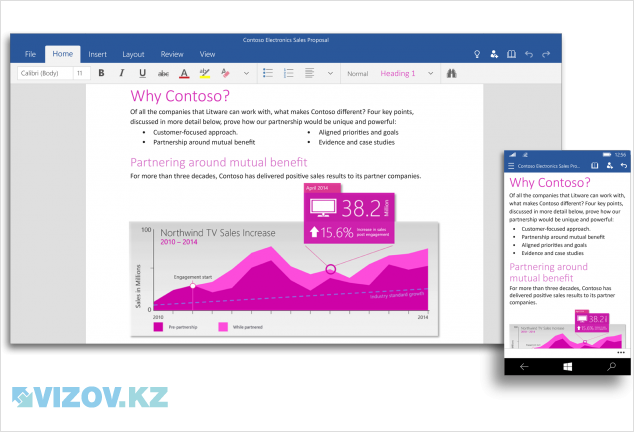 Contoso Electronics Sales Proposal
File Home Insert Layout Review View
Calibri (Body) 11 B I U abc A A Normal Heading 1
Why Contoso?
Of all the companies that Litware can work with, what makes Contoso different? Four key points,
discussed in more detail below, prove how our partnership would be unique and powerful:
• Customer-focused approach.
• Partnership around mutual benefit
• Aligned priorities and goals
• Evidence and case studies
Partnering around mutual benefit
For more than three decades, Contoso has delivered positive sales results to its partner companies.
April 2014
38.2 Million
15.6% Increase in sales
post engagement
Northwind TV Sales Increase
2010 – 2014
100
Sales in Millions
Engagement start
Industry standard growth
0
2010 2014
Pre partnership While partnered
12:56
Contoso Electronics Sales Pro...
Why Contoso?
Of all the companies that Litware can work with,
what makes Contoso different? Four key points,
discussed in more detail below, prove how our
partnership would be unique and powerful:
• Customer-focused approach.
• Partnership around mutual benefit
• Aligned priorities and goals
• Evidence and case studies
Partnering around
mutual benefit
For more than three decades, Contoso has
delivered positive sales results to its partner
companies.
38.2
15.6%
Northwind TV Sales Increase
VIZOV.KZ